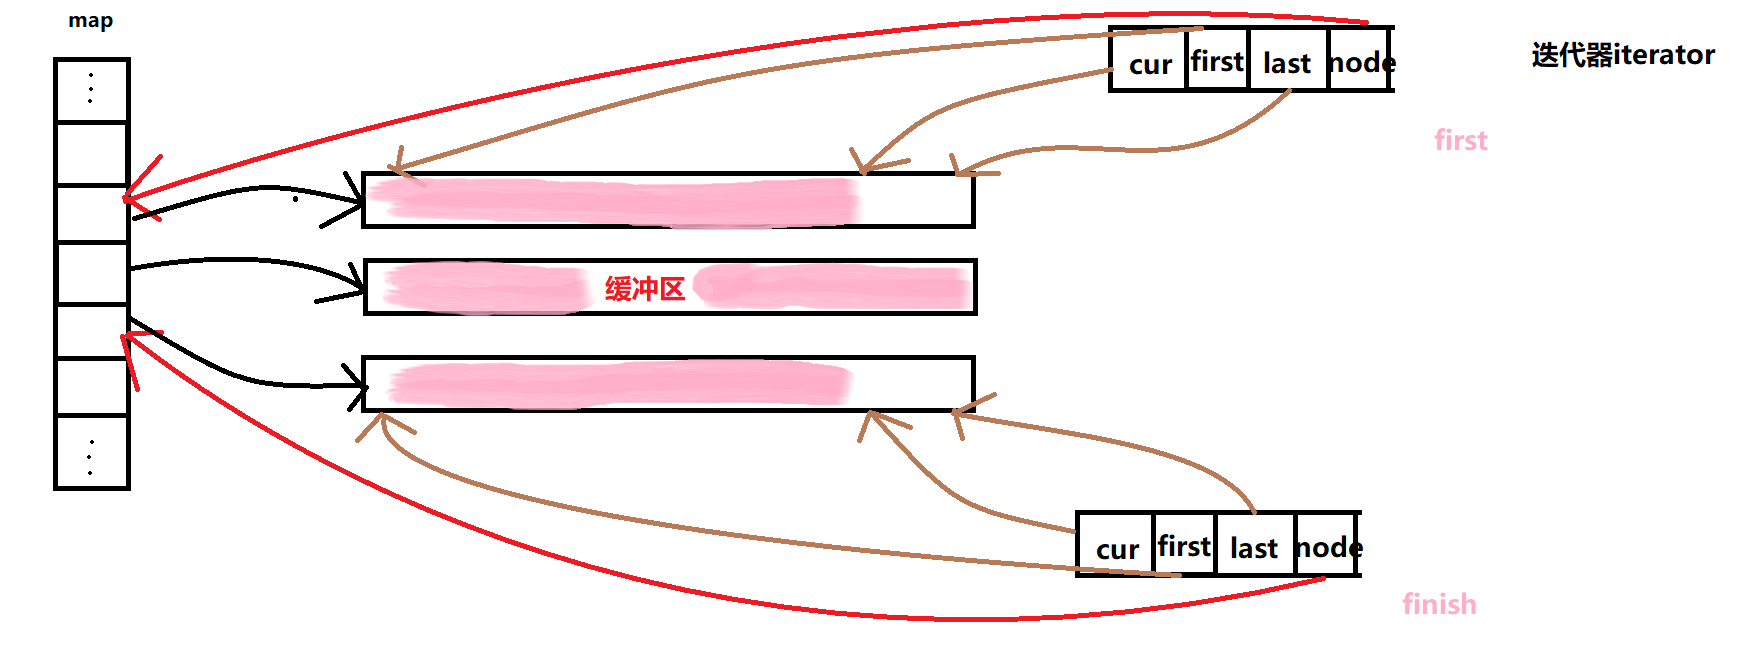 map
cur first last node
迭代器iterator
first
缓冲区
cur first last node
finish